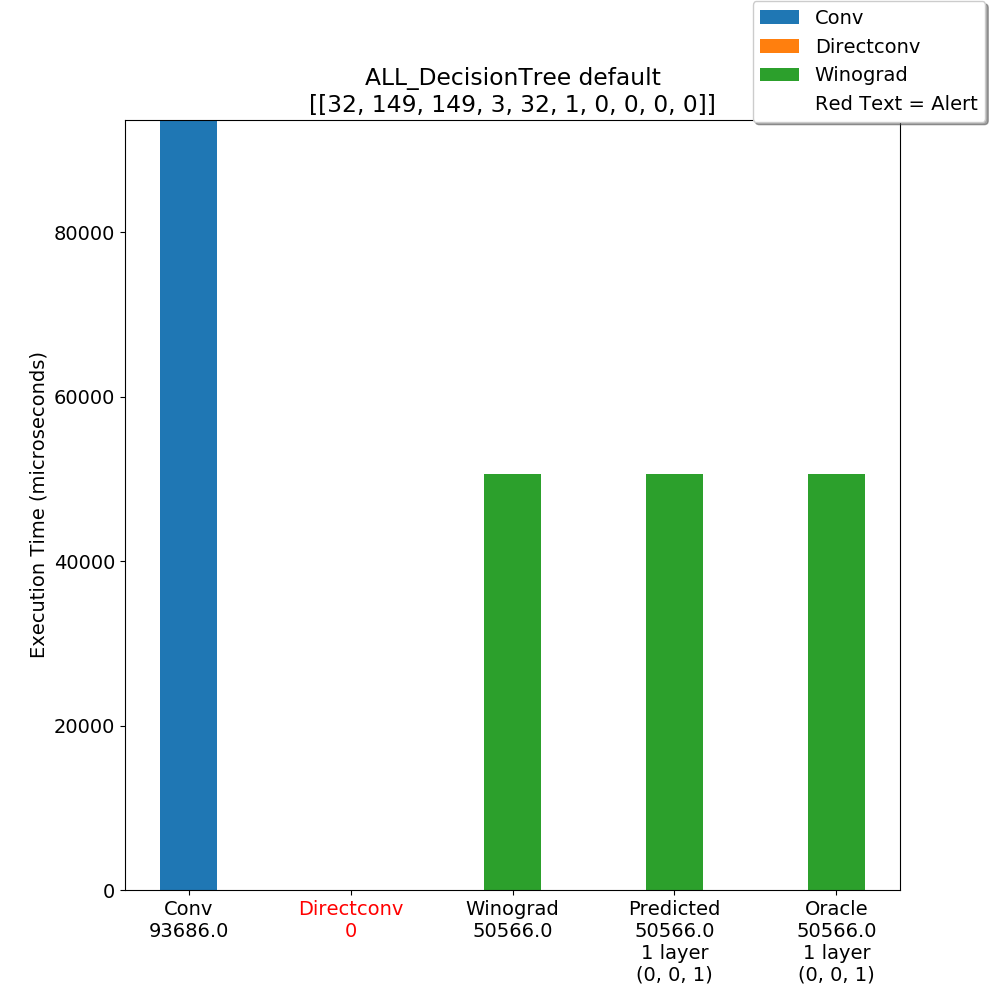 Conv
Directconv
Winograd
Red Text = Alert
ALL_DecisionTree default
[[32, 149, 149, 3, 32, 1, 0, 0, 0, 0]]
Execution Time (microseconds)
80000
60000
40000
20000
0
Conv
93686.0
Directconv
0
Winograd
50566.0
Predicted
50566.0
1 layer
(0, 0, 1)
Oracle
50566.0
1 layer
(0, 0, 1)